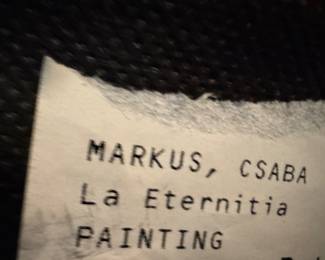 MARKUS, CSABA
La Eternitia
PAINTING